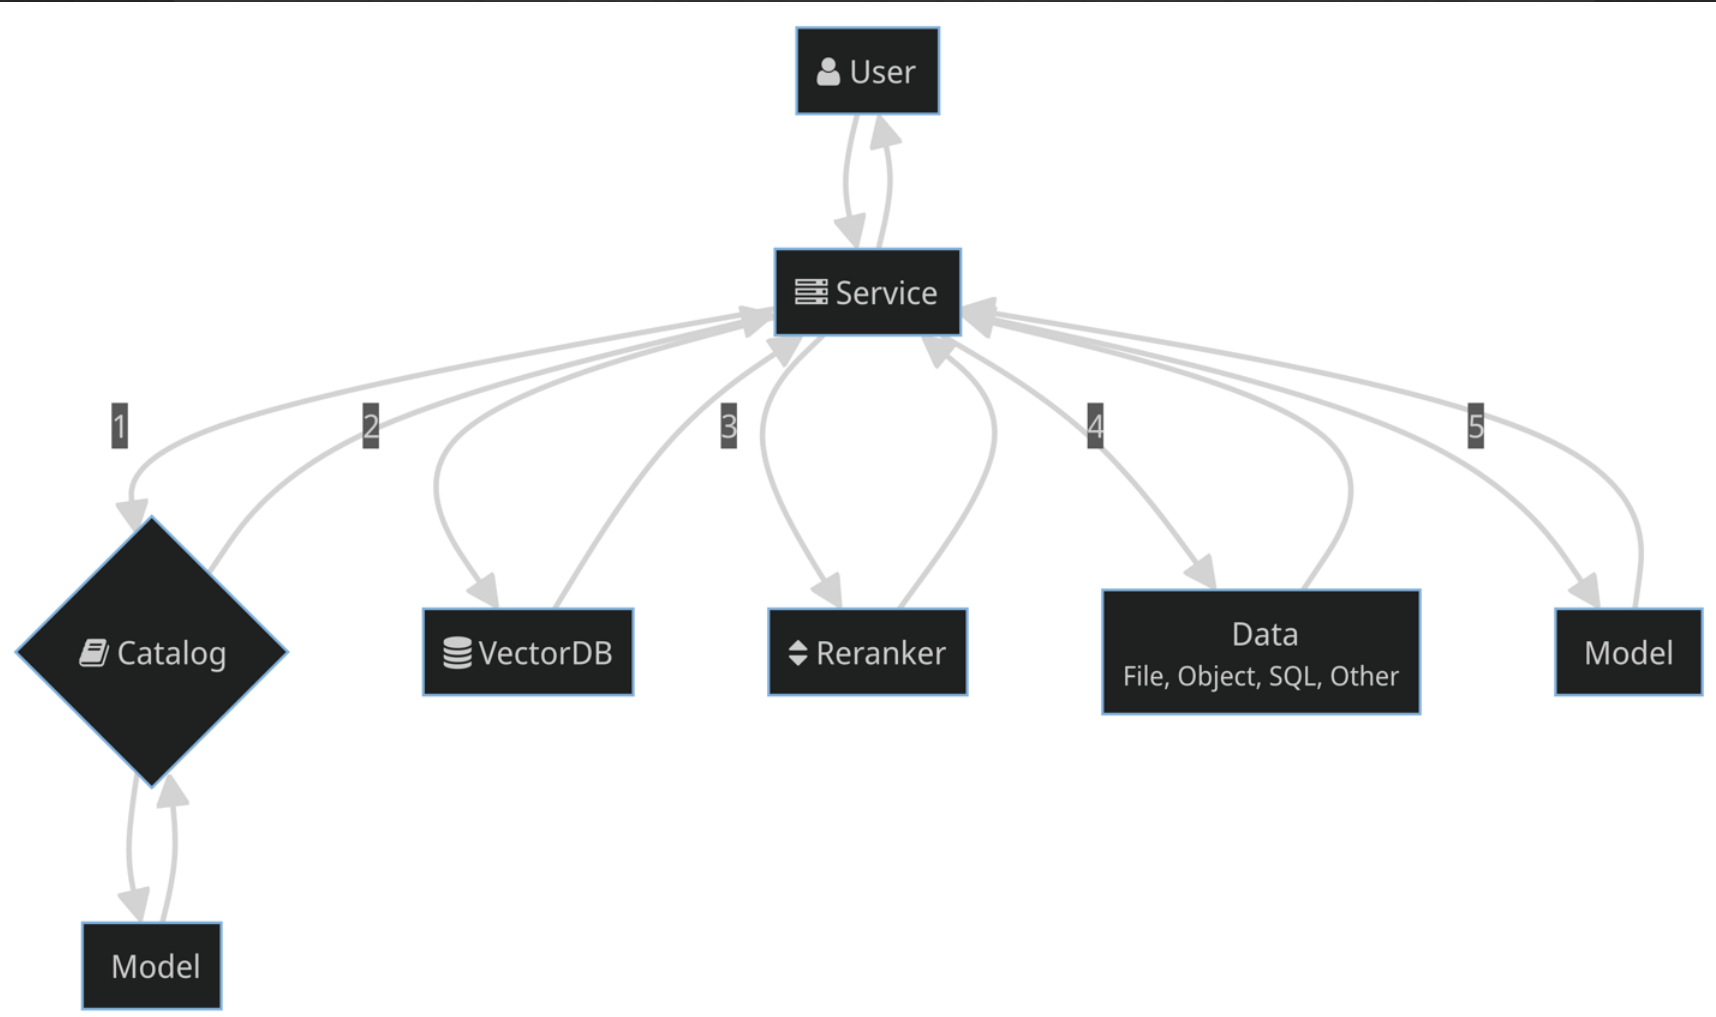 User
Service
1
2
3
4
5
Catalog
VectorDB
Reranker
Data
File, Object, SQL, Other
Model
Model